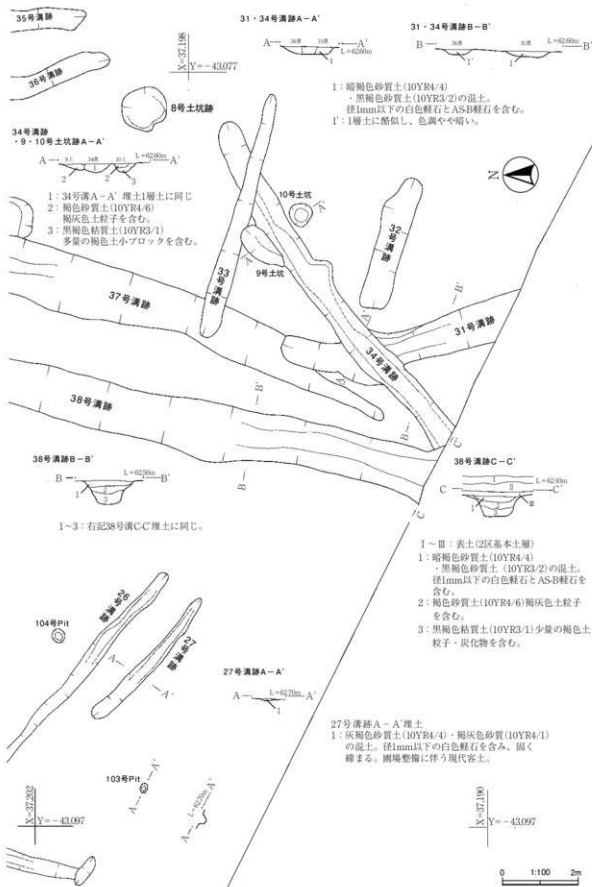 35号溝跡
31・34号溝跡A-A'
A 34溝 31溝 A'
L=62.60m
1
31・34号溝跡B-B'
B 34溝 31溝 L=62.60m B'
1' 1
X=37,198
Y=-43,077
36号溝跡
8号土坑跡
1：暗褐色砂質土(10YR4/4)
・黒褐色砂質土(10YR3/2)の混土。
径1mm以下の白色軽石とAS-B軽石を含む。
1'：1層土に酷似し、色調やや暗い。
34号溝跡
・9・10号土坑跡A-A'
A 9土 34溝 10土 L=62.60m A'
2 1 2 3
1：34号溝A-A' 埋土1層土に同じ
2：褐色砂質土(10YR4/6)
褐灰色土粒子を含む。
3：黒褐色粘質土(10YR3/1)
多量の褐色土小ブロックを含む。
N
10号土坑
A'
9号土坑
A
32号溝跡
33号溝跡
37号溝跡
B'
A'
31号溝跡
34号溝跡
A
B'
B
C'
38号溝跡
B
C
38号溝跡B-B'
B L=62.50m B'
1 2 3
1～3：右記38号溝C-C'埋土に同じ。
38号溝跡C-C'
I
C II L=62.40m C'
1 2 3 III
I～III：表土(2区基本土層)
1：暗褐色砂質土(10YR4/4)
・黒褐色砂質土 (10YR3/2)の混土。
径1mm以下の白色軽石とAS-B軽石を
含む。
2：褐色砂質土(10YR4/6)褐灰色土粒子
を含む。
3：黒褐色粘質土(10YR3/1)少量の褐色土
粒子・炭化物を含む。
26号溝跡
104号Pit
27号溝跡
A
A'
27号溝跡A-A'
A L=62.70m A'
1
27号溝跡A-A'埋土
1：灰褐色砂質土(10YR4/4)・褐灰色砂質(10YR4/1)
の混土。径1mm以下の白色軽石を含み、固く
締まる。圃場整備に伴う現代客土。
103号Pit
A'
A
A'
L=62.70m
A
X=37,202
Y=-43,097
X=37,190
Y=-43,097
0 1:100 2m